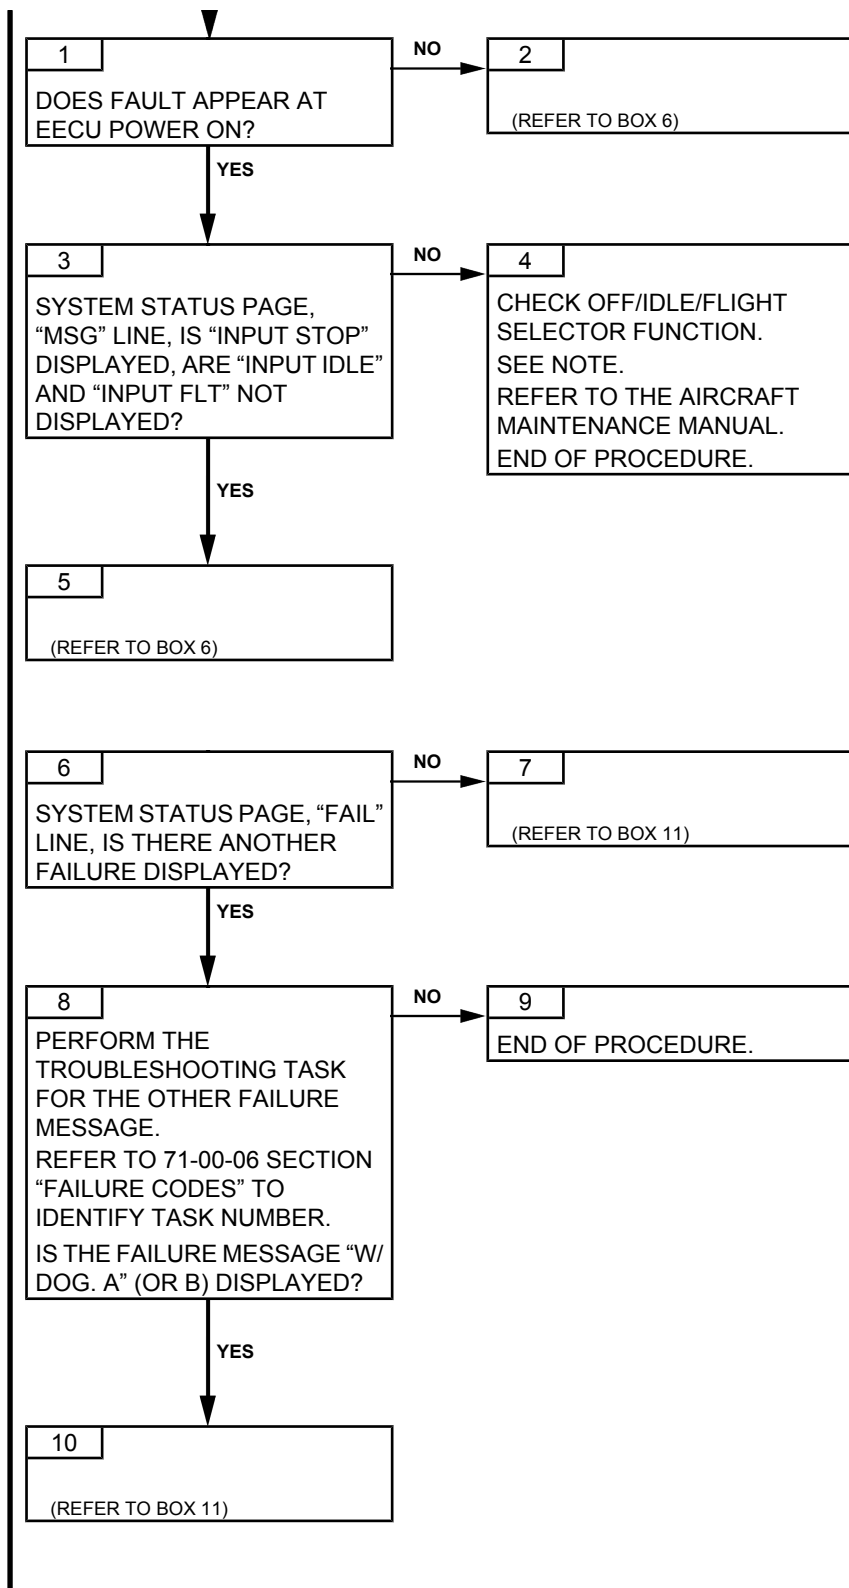 1
DOES FAULT APPEAR AT
EECU POWER ON?
NO
2
(REFER TO BOX 6)
YES
3
SYSTEM STATUS PAGE,
“MSG” LINE, IS “INPUT STOP”
DISPLAYED, ARE “INPUT IDLE”
AND “INPUT FLT” NOT
DISPLAYED?
NO
4
CHECK OFF/IDLE/FLIGHT
SELECTOR FUNCTION.
SEE NOTE.
REFER TO THE AIRCRAFT
MAINTENANCE MANUAL.
END OF PROCEDURE.
YES
5
(REFER TO BOX 6)
6
SYSTEM STATUS PAGE, “FAIL”
LINE, IS THERE ANOTHER
FAILURE DISPLAYED?
NO
7
(REFER TO BOX 11)
YES
8
PERFORM THE
TROUBLESHOOTING TASK
FOR THE OTHER FAILURE
MESSAGE.
REFER TO 71-00-06 SECTION
“FAILURE CODES” TO
IDENTIFY TASK NUMBER.
IS THE FAILURE MESSAGE “W/
DOG. A” (OR B) DISPLAYED?
NO
9
END OF PROCEDURE.
YES
10
(REFER TO BOX 11)